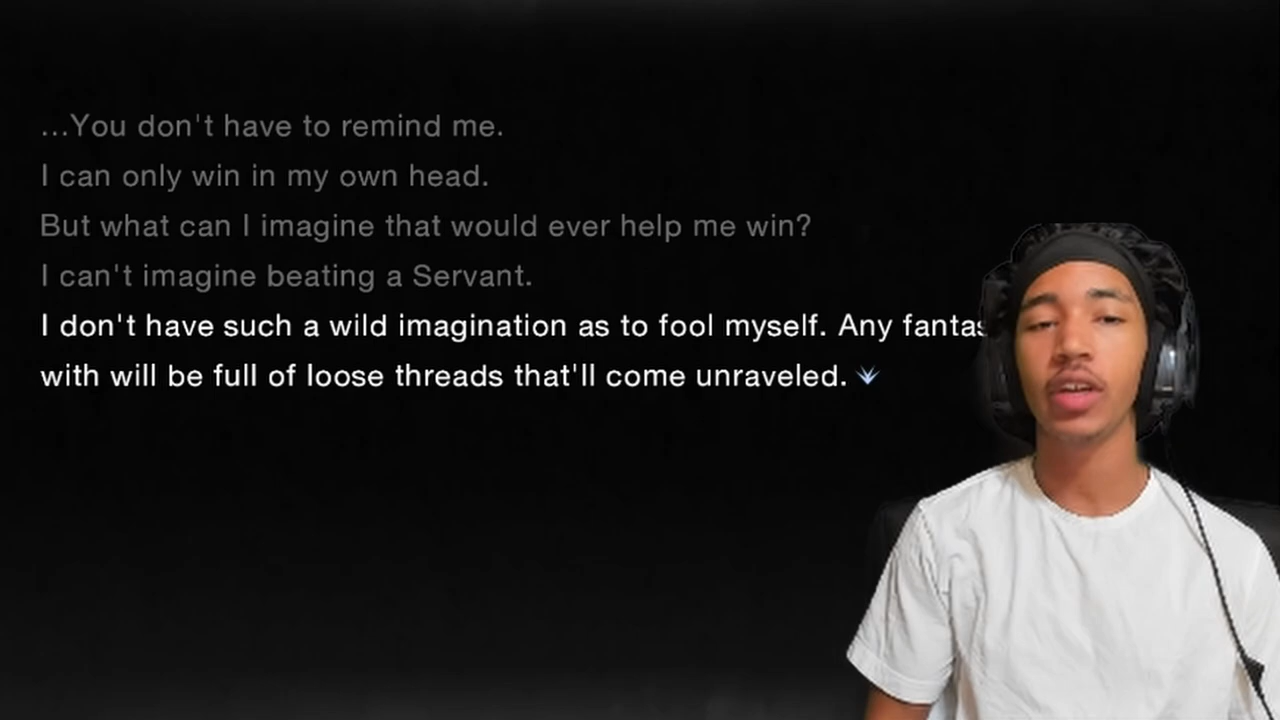 ...You don't have to remind me.
I can only win in my own head.
But what can I imagine that would ever help me win?
I can't imagine beating a Servant.
I don't have such a wild imagination as to fool myself. Any
with will be full of loose threads that'll come unraveled.